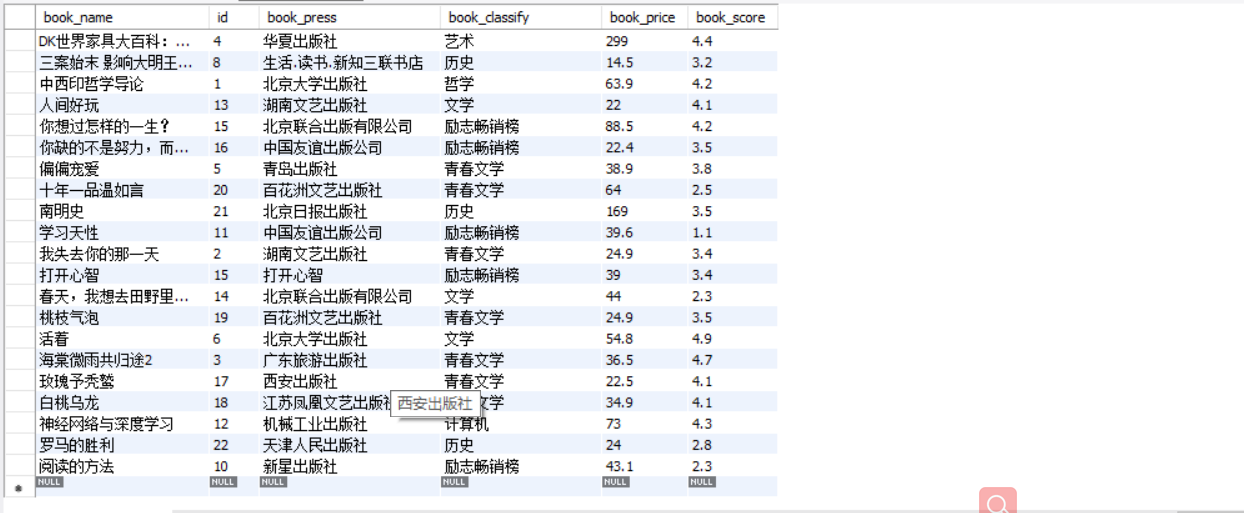 book_name id book_press book_classify book_price book_score
DK世界家具大百科：... 4 华夏出版社 艺术 299 4.4
三案始末 影响大明王... 8 生活.读书.新知三联书店 历史 14.5 3.2
中西印哲学导论 1 北京大学出版社 哲学 63.9 4.2
人间好玩 13 湖南文艺出版社 文学 22 4.1
你想过怎样的一生？ 15 北京联合出版有限公司 励志畅销榜 88.5 4.2
你缺的不是努力，而... 16 中国友谊出版公司 励志畅销榜 22.4 3.5
偏偏宠爱 5 青岛出版社 青春文学 38.9 3.8
十年一品温如言 20 百花洲文艺出版社 青春文学 64 2.5
南明史 21 北京日报出版社 历史 169 3.5
学习天性 11 中国友谊出版公司 励志畅销榜 39.6 1.1
我失去你的那一天 2 湖南文艺出版社 青春文学 24.9 3.4
打开心智 15 打开心智 励志畅销榜 39 3.4
春天，我想去田野里... 14 北京联合出版有限公司 文学 44 2.3
桃枝气泡 19 百花洲文艺出版社 青春文学 24.9 3.5
活着 6 北京大学出版社 文学 54.8 4.9
海棠微雨共归途2 3 广东旅游出版社 青春文学 36.5 4.7
玫瑰予秃鹫 17 西安出版社 青春文学 22.5 4.1
白桃乌龙 18 江苏凤凰文艺出版社 西安出版社 文学 34.9 4.1
神经网络与深度学习 12 机械工业出版社 计算机 73 4.3
罗马的胜利 22 天津人民出版社 历史 24 2.8
阅读的方法 10 新星出版社 励志畅销榜 43.1 2.3
NULL NULL NULL NULL NULL NULL